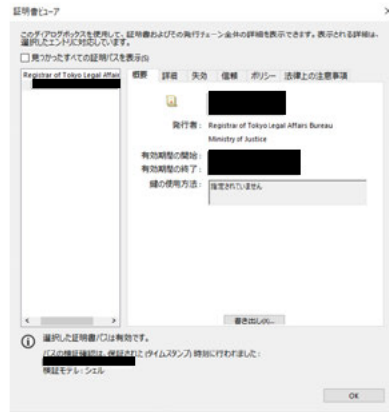 証明書ビューア
このダイアログボックスを使用して、証明書およびその発行チェーン全体の詳細を表示できます。表示される詳細は、
選択したエントリに対応しています。
見つかったすべての証明パスを表示(S)
Registrar of Tokyo Legal Affair
概要 詳細 失効 信頼 ポリシー 法律上の注意事項
発行者: Registrar of Tokyo Legal Affairs Bureau
Ministry of Justice
有効期間の開始:
有効期間の終了:
鍵の使用方法: 指定されていません
書き出し(X)...
選択した証明書パスは有効です。
パスの検証確認は、保証された (タイムスタンプ) 時刻に行われました:
検証モデル: シェル
OK